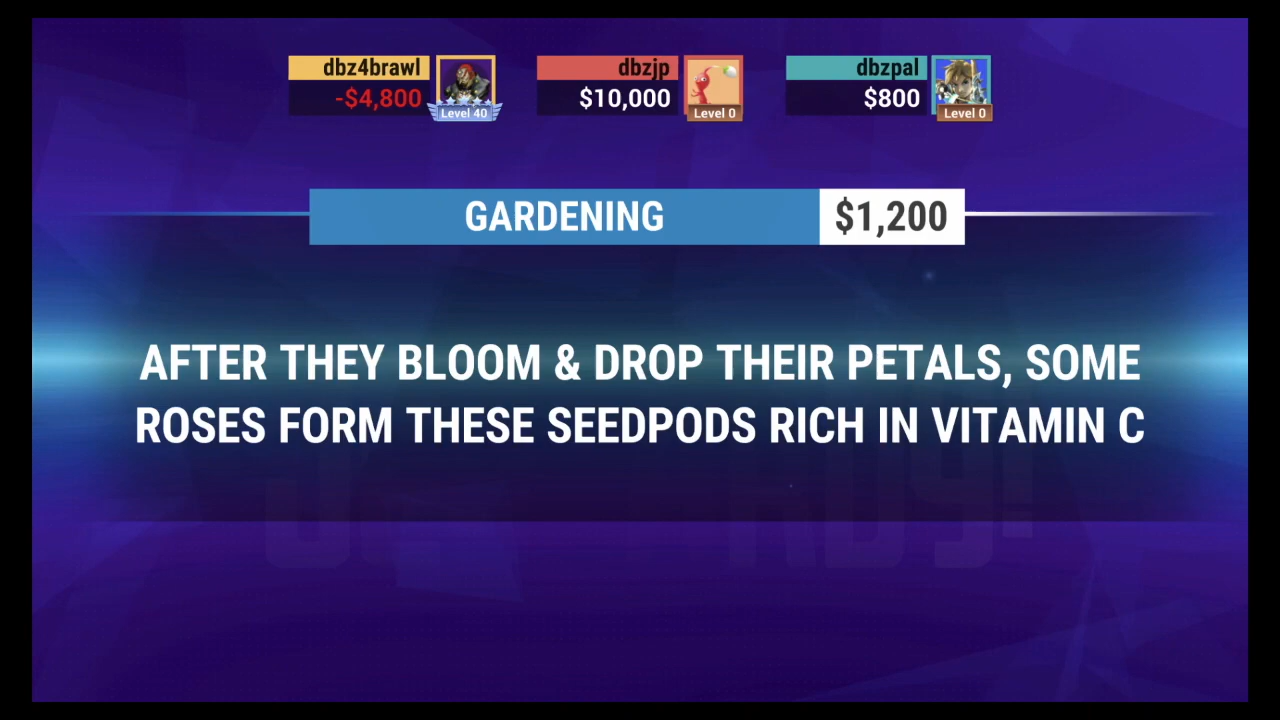 dbz4brawl
-$4,800
Level 40
dbzjp
$10,000
Level 0
dbzpal
$800
Level 0
GARDENING
$1,200
AFTER THEY BLOOM & DROP THEIR PETALS, SOME
ROSES FORM THESE SEEDPODS RICH IN VITAMIN C